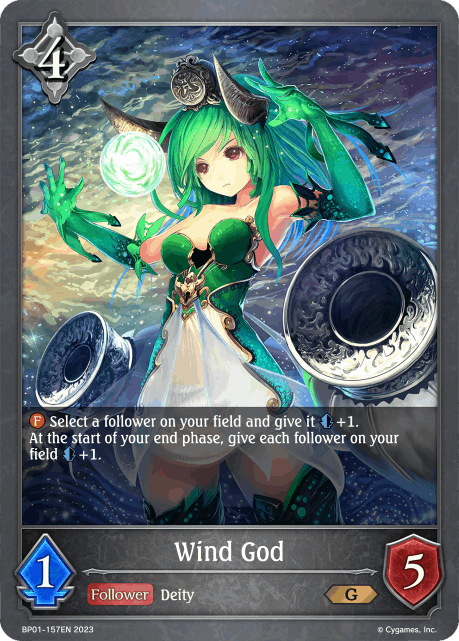 4
F Select a follower on your field and give it +1.
At the start of your end phase, give each follower on your
field +1.
Wind God
1
Follower Deity
G
5
BP01-157EN 2023
© Cygames, Inc.